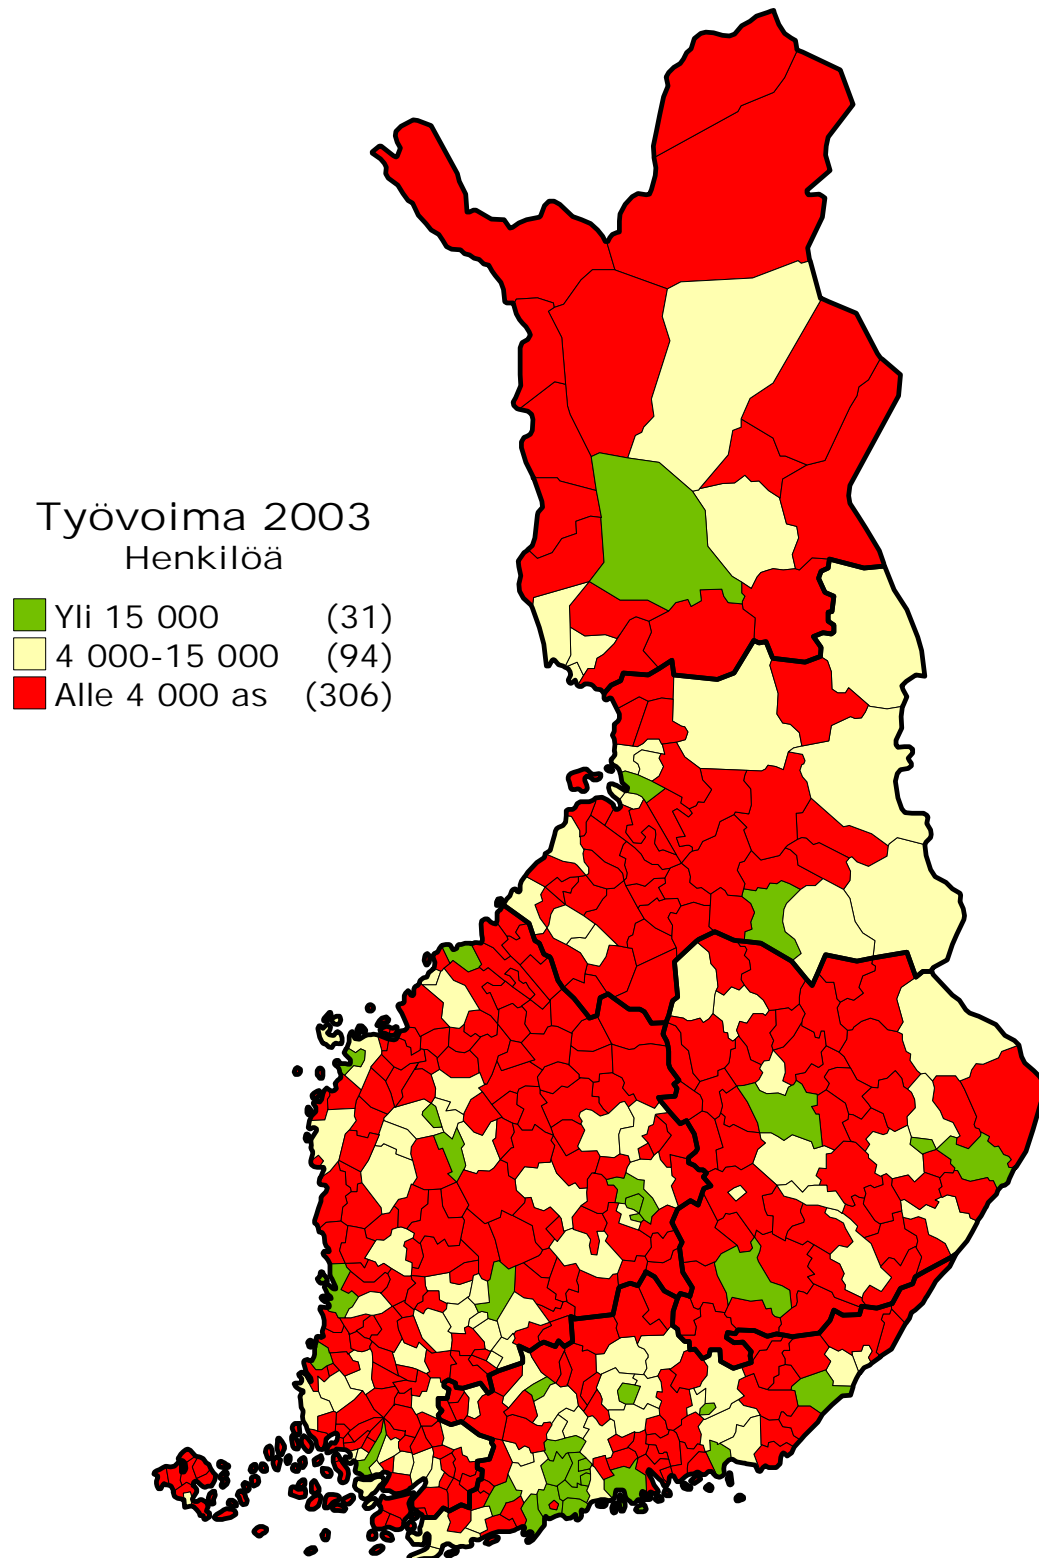 Työvoima 2003
Henkilöä
Yli 15 000 (31)
4 000-15 000 (94)
Alle 4 000 as (306)